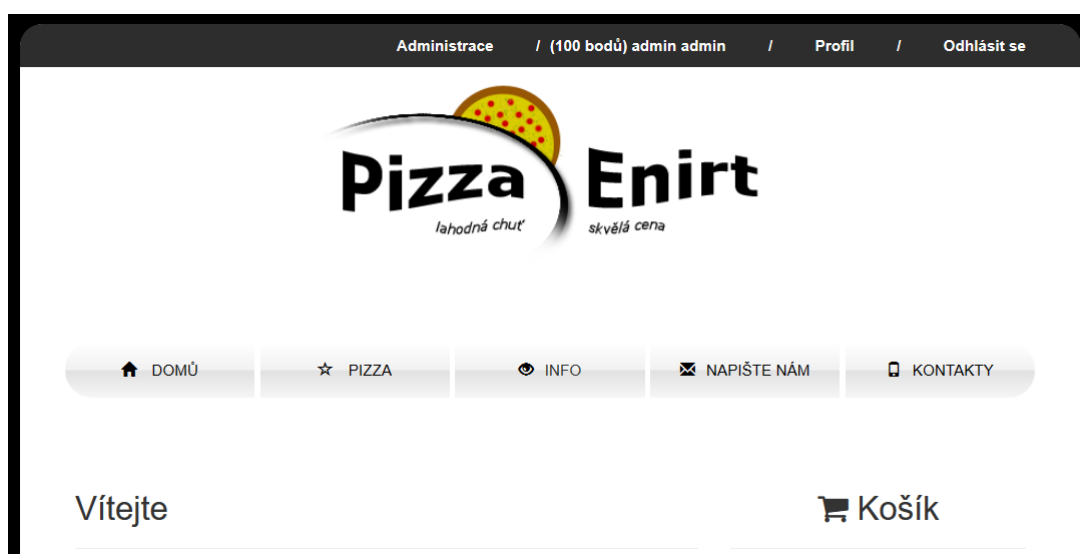 Administrace / (100 bodů) admin admin / Profil / Odhlásit se
Pizza Enirt
lahodná chuť skvělá cena
DOMŮ PIZZA INFO NAPIŠTE NÁM KONTAKTY
Vítejte Košík